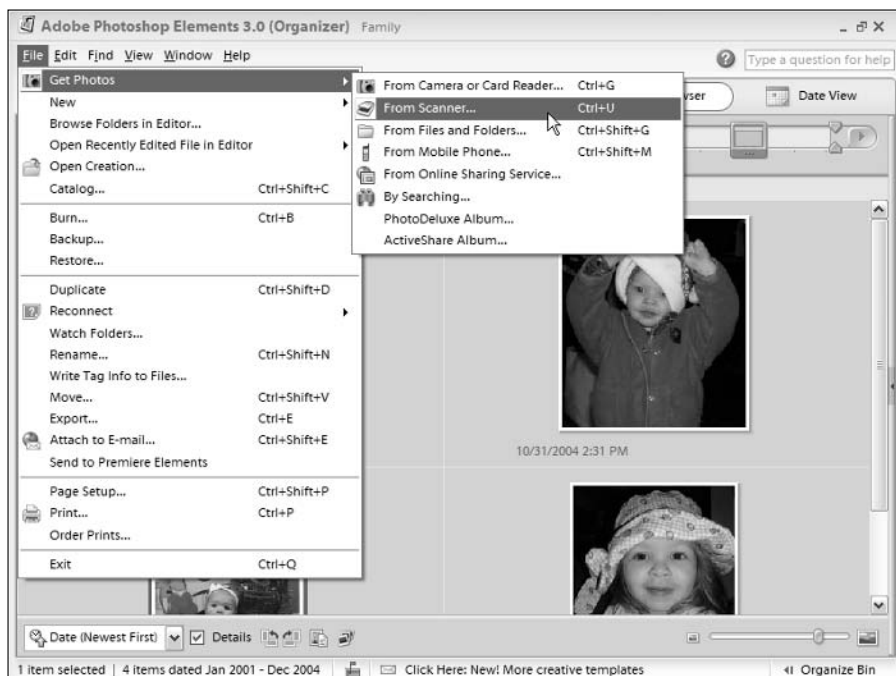 Adobe Photoshop Elements 3.0 (Organizer) Family
File Edit Find View Window Help
Type a question for help
Get Photos
New
Browse Folders in Editor...
Open Recently Edited File in Editor
Open Creation...
Catalog... Ctrl+Shift+C
Burn... Ctrl+B
Backup...
Restore...
Duplicate Ctrl+Shift+D
Reconnect
Watch Folders...
Rename... Ctrl+Shift+N
Write Tag Info to Files...
Move... Ctrl+Shift+V
Export... Ctrl+E
Attach to E-mail... Ctrl+Shift+E
Send to Premiere Elements
Page Setup... Ctrl+Shift+P
Print... Ctrl+P
Order Prints...
Exit Ctrl+Q
From Camera or Card Reader... Ctrl+G
From Scanner... Ctrl+U
From Files and Folders... Ctrl+Shift+G
From Mobile Phone... Ctrl+Shift+M
From Online Sharing Service...
By Searching...
PhotoDeluxe Album...
ActiveShare Album...
wser
Date View
10/31/2004 2:31 PM
Date (Newest First) Details
1 item selected 4 items dated Jan 2001 - Dec 2004 Click Here: New! More creative templates Organize Bin